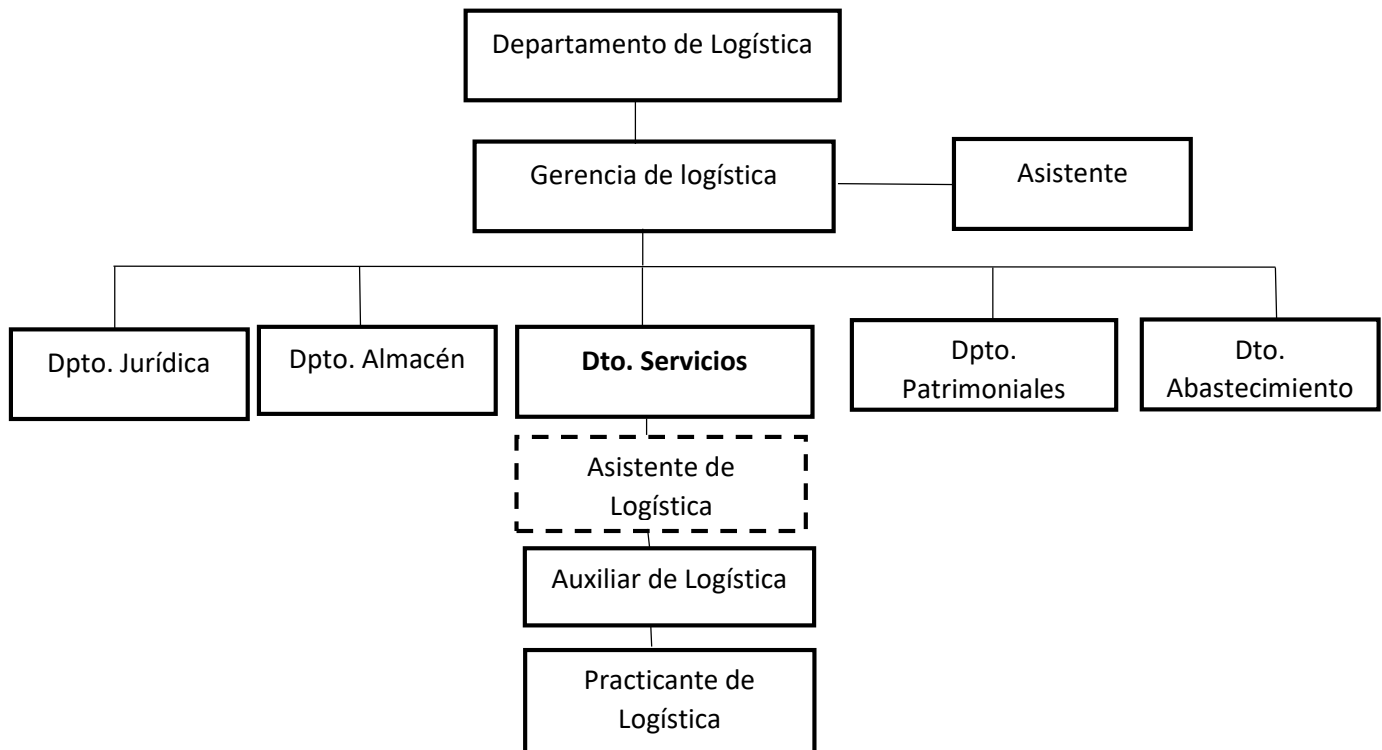 Departamento de Logística
Gerencia de logística
Asistente
Dpto. Jurídica
Dpto. Almacén
Dto. Servicios
Dpto.
Patrimoniales
Dto.
Abastecimiento
Asistente de
Logística
Auxiliar de Logística
Practicante de
Logística